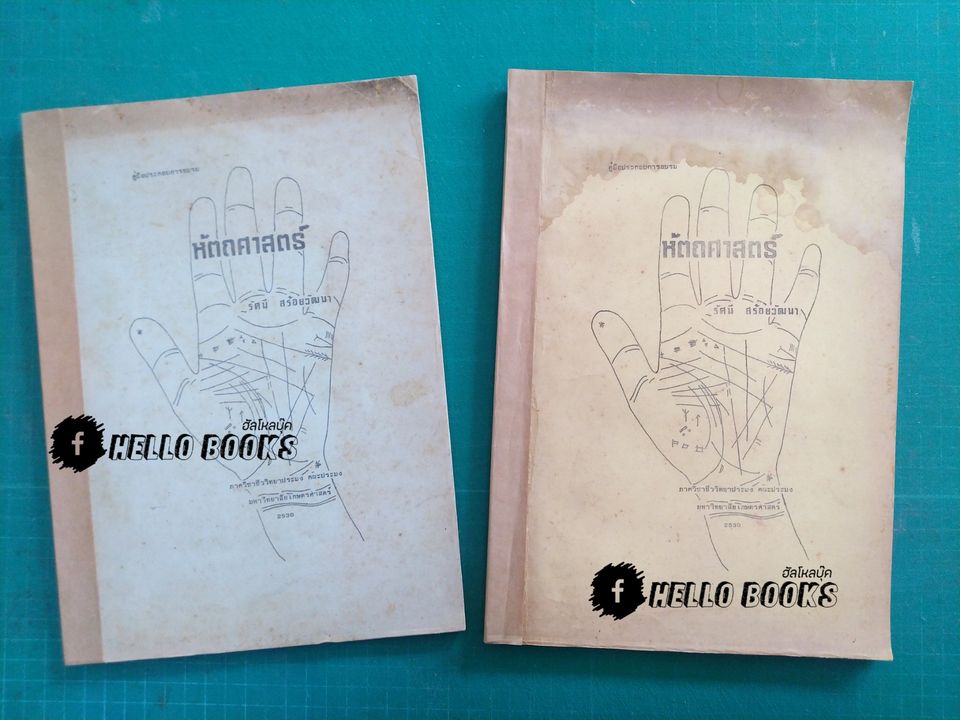 คู่มือประกอบการอบรม
หัตถศาสตร์
รัศมี สร้อยวัฒนา
ภาควิชาชีววิทยาประมง คณะประมง
มหาวิทยาลัยเกษตรศาสตร์
2530
ฮัลโหลบุ๊ค
f HELLO BOOKS
คู่มือประกอบการอบรม
หัตถศาสตร์
รัศมี สร้อยวัฒนา
ภาควิชาชีววิทยาประมง คณะประมง
มหาวิทยาลัยเกษตรศาสตร์
2530
ฮัลโหลบุ๊ค
f HELLO BOOKS